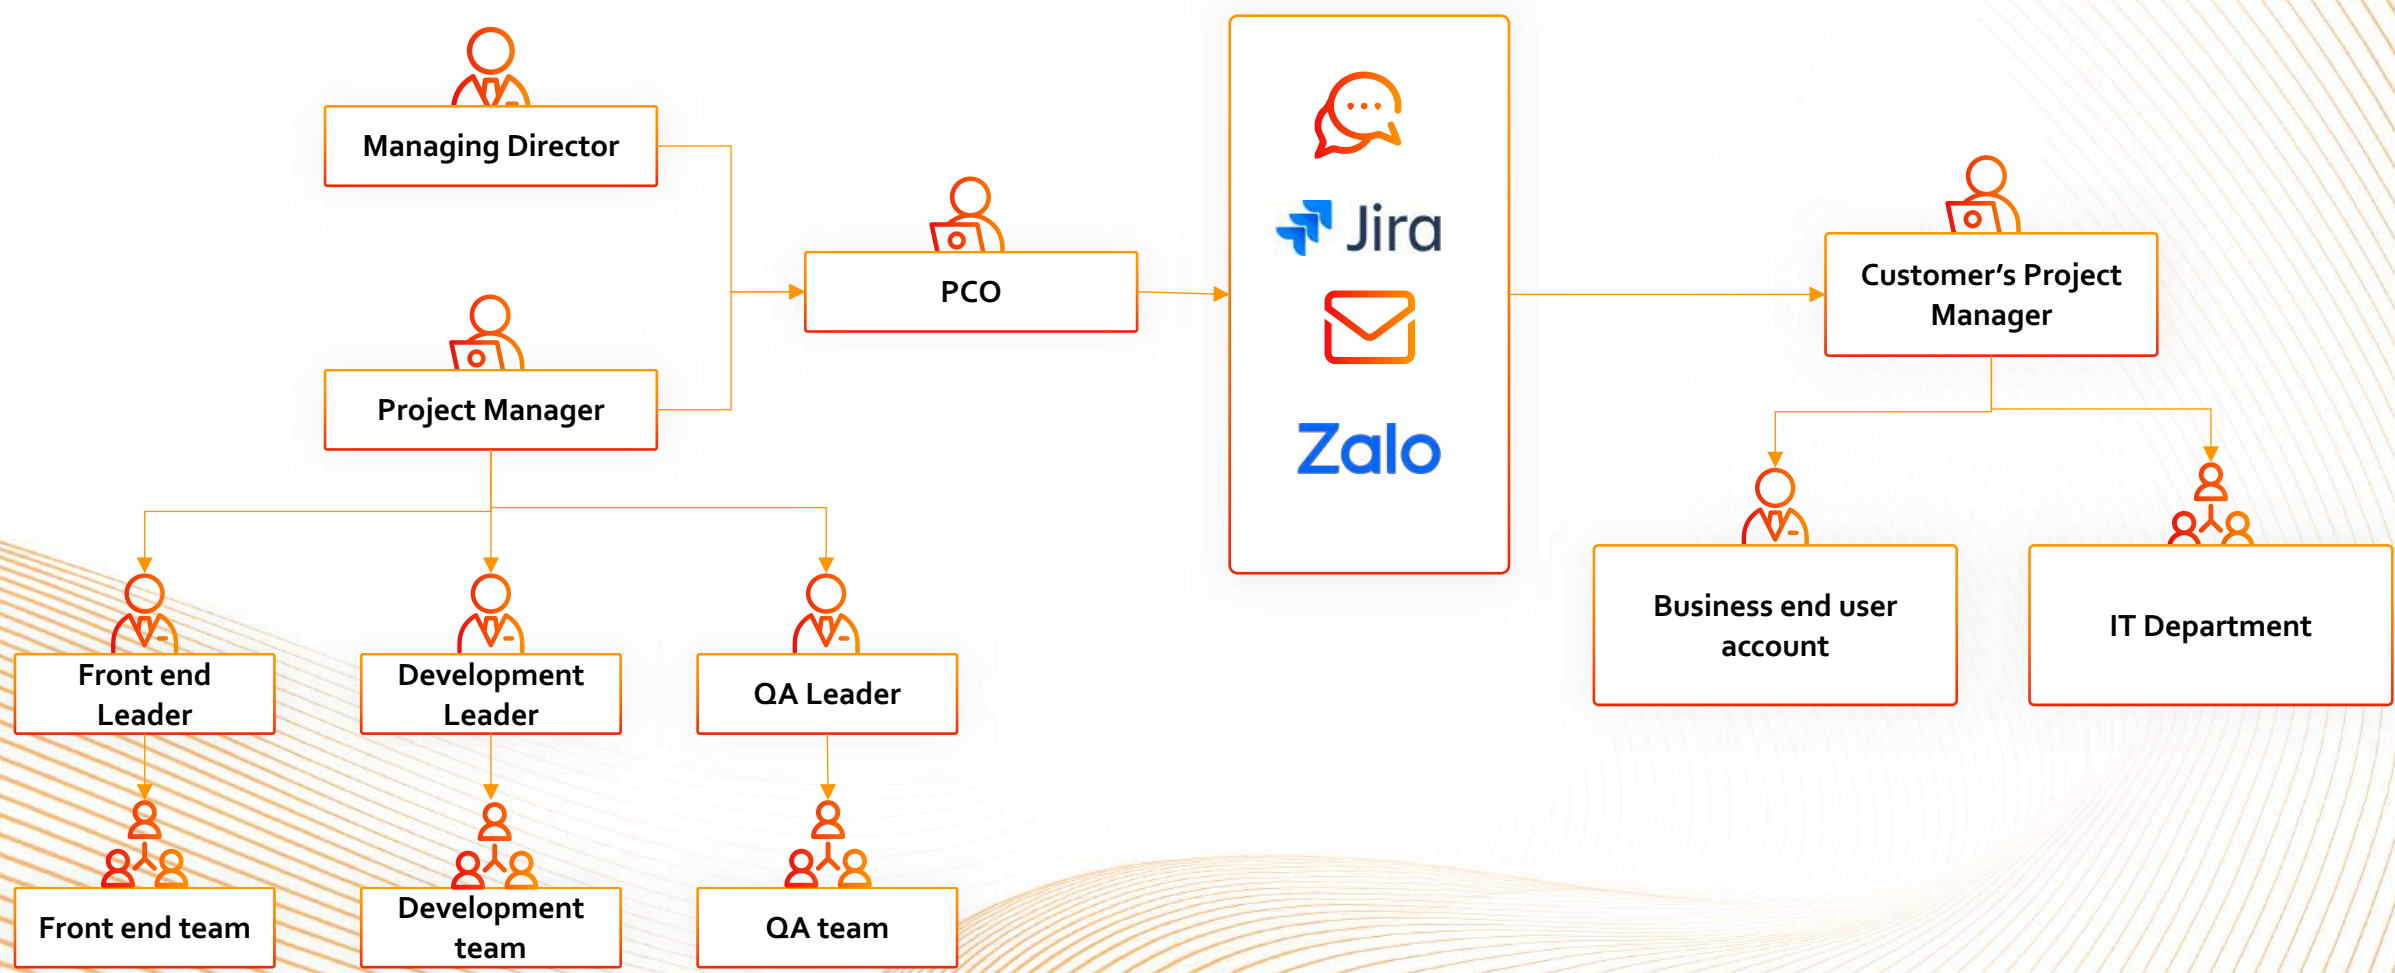 Managing Director
Project Manager
PCO
Jira
Zalo
Customer’s Project
Manager
Business end user
account
IT Department
Front end
Leader
Development
Leader
QA Leader
Front end team
Development
team
QA team